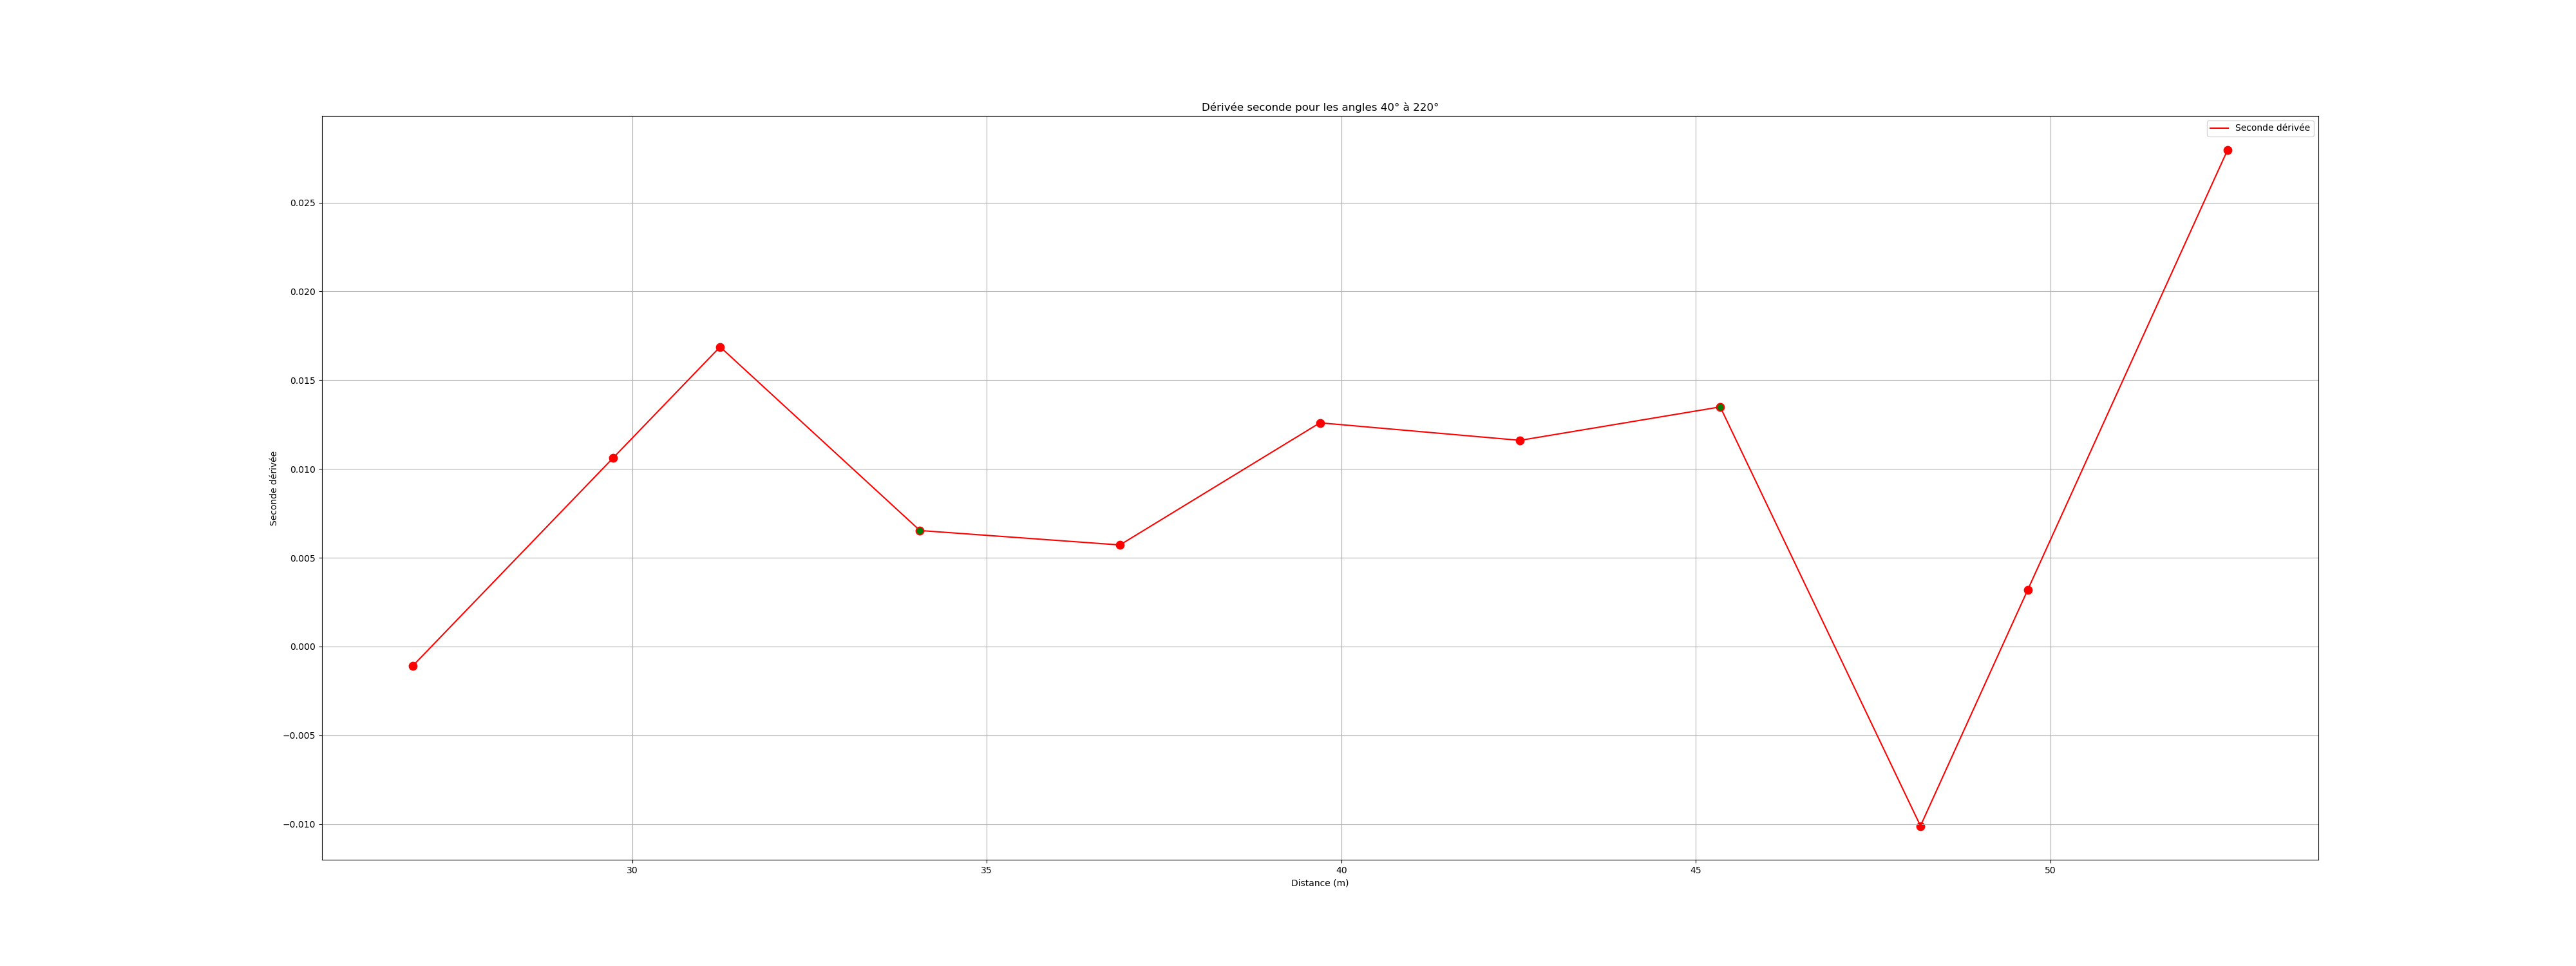 Dérivée seconde pour les angles 40° à 220°
Seconde dérivée
0.025
0.020
0.015
0.010
0.005
0.000
−0.005
−0.010
Seconde dérivée
30 35 40 45 50
Distance (m)